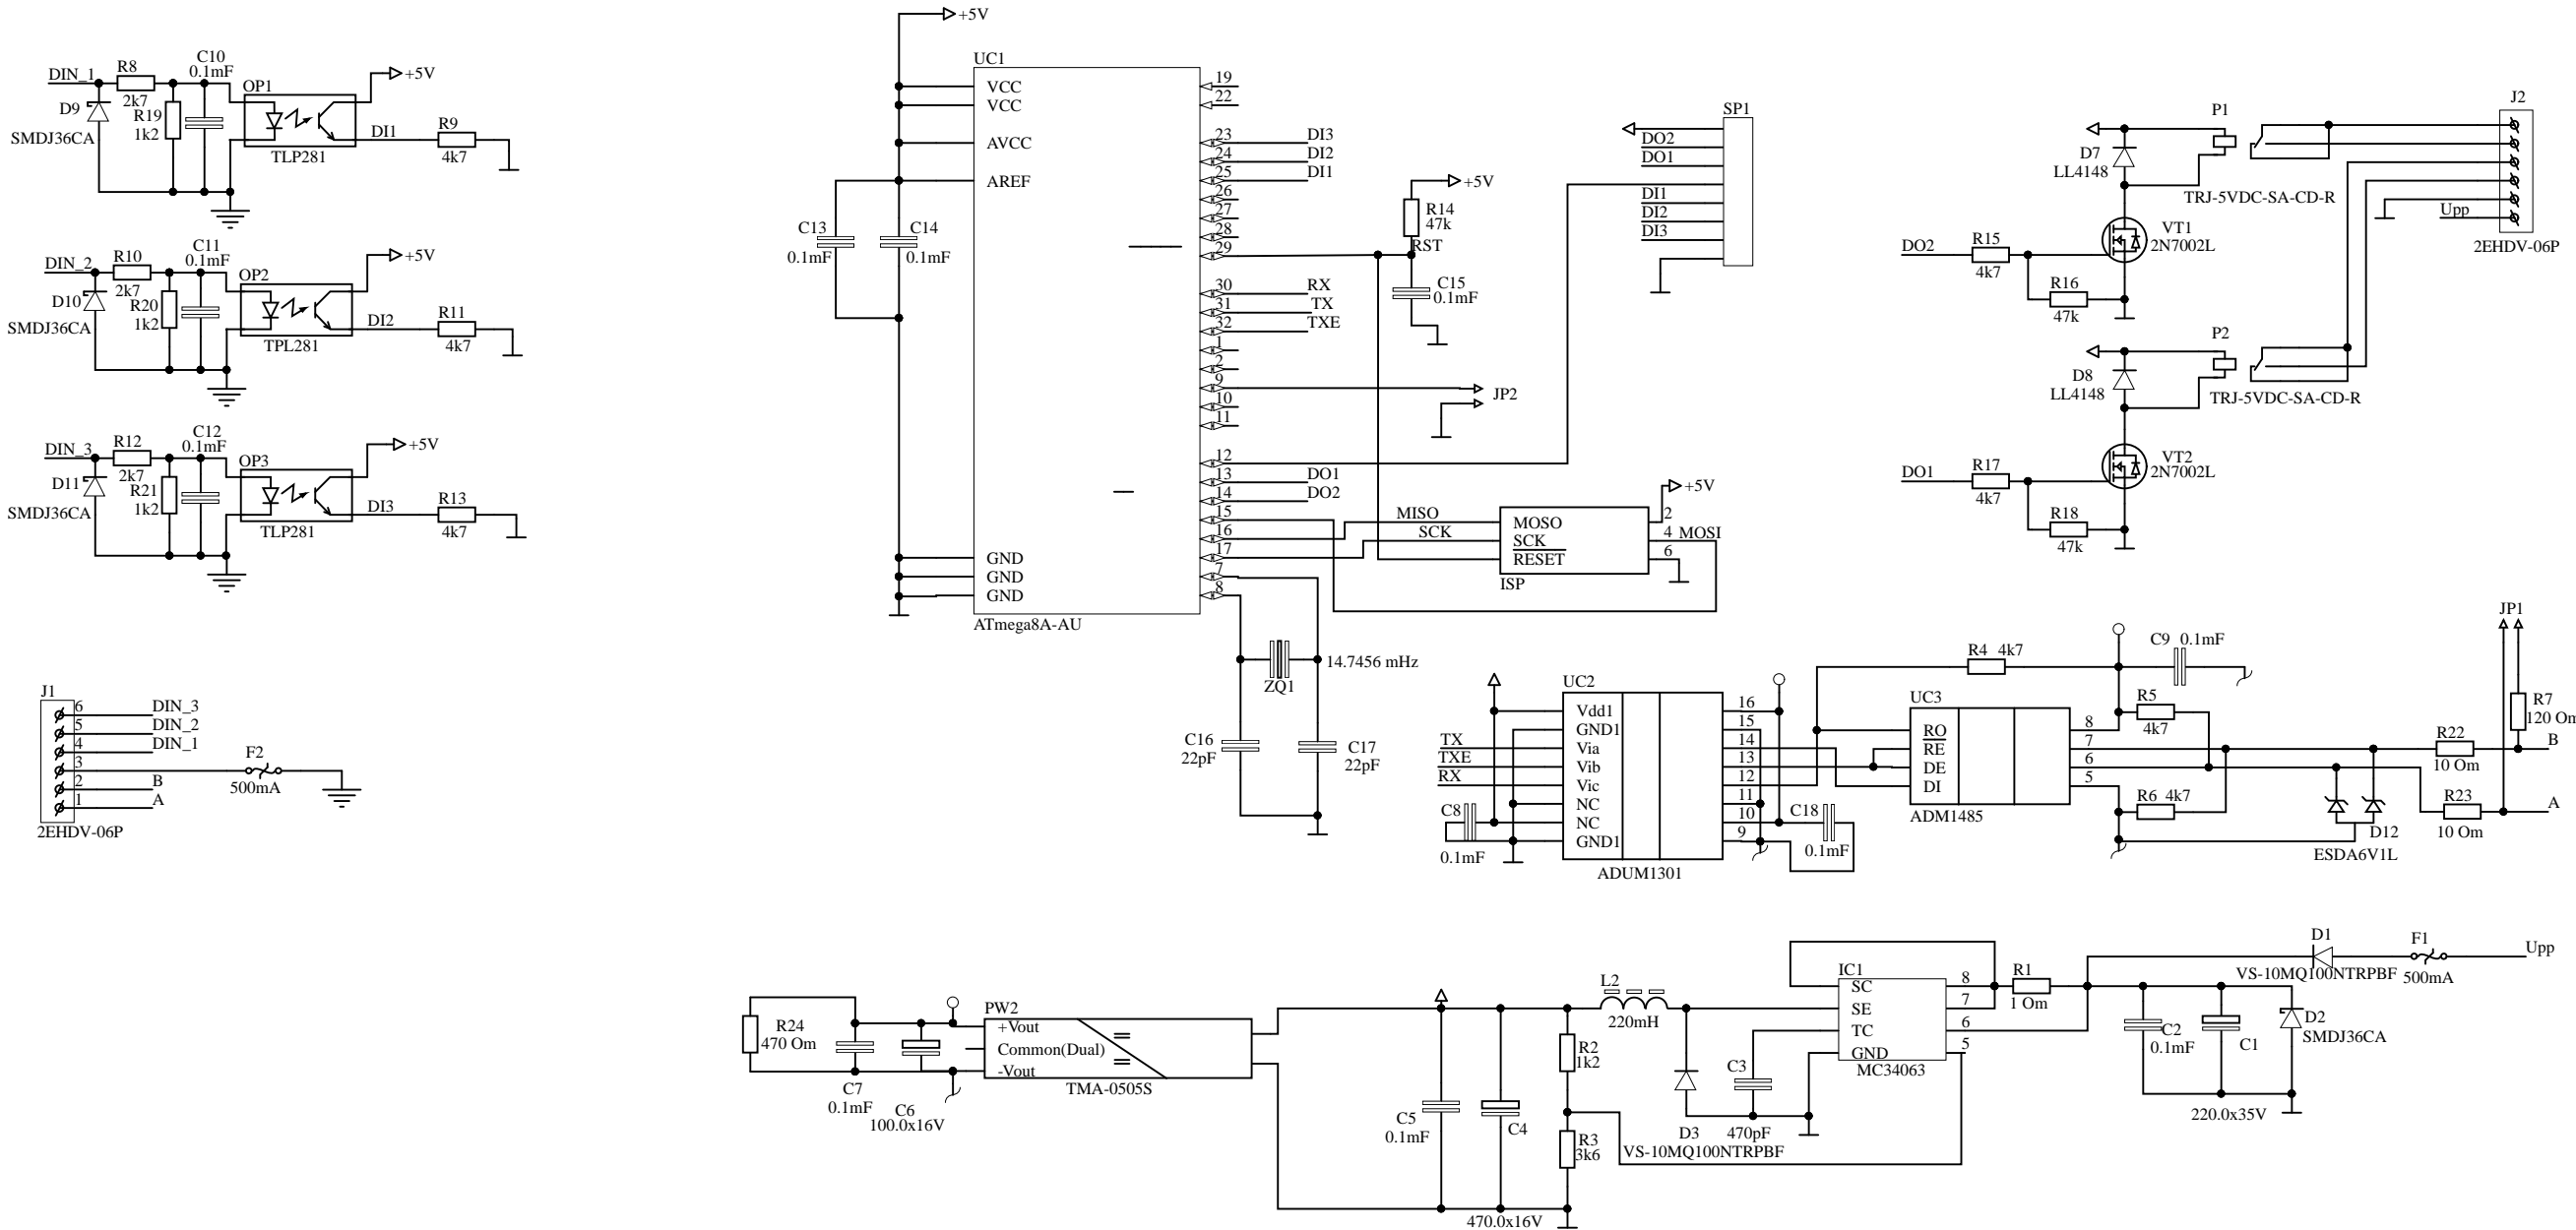 +5V
UC1
VCC
VCC
AVCC
AREF
GND
GND
GND
ATmega8A-AU
19
22
23 DI3
24 DI2
25 DI1
26
27
28
29
30 RX
31 TX
32 TXE
1
2
9
10
11
12
13 DO1
14 DO2
15
16
17
7
8
C13
0.1mF
C14
0.1mF
DIN_1
R8
2k7
C10
0.1mF
D9
SMDJ36CA
R19
1k2
OP1
TLP281
+5V
DI1
R9
4k7
DIN_2
R10
2k7
C11
0.1mF
D10
SMDJ36CA
R20
1k2
OP2
TPL281
+5V
DI2
R11
4k7
DIN_3
R12
2k7
C12
0.1mF
D11
SMDJ36CA
R21
1k2
OP3
TLP281
+5V
DI3
R13
4k7
J1
6 DIN_3
5 DIN_2
4 DIN_1
3
2 B
1 A
2EHDV-06P
F2
500mA
+5V
R14
47k
RST
C15
0.1mF
JP2
SP1
DO2
DO1
DI1
DI2
DI3
MISO
SCK
MOSO
SCK
RESET
ISP
2
4 MOSI
6
+5V
ZQ1
14.7456 mHz
C16
22pF
C17
22pF
P1
D7
LL4148
TRJ-5VDC-SA-CD-R
VT1
2N7002L
DO2
R15
4k7
R16
47k
P2
D8
LL4148
TRJ-5VDC-SA-CD-R
VT2
2N7002L
DO1
R17
4k7
R18
47k
J2
Upp
2EHDV-06P
UC2
Vdd1
GND1
Via
Vib
Vic
NC
NC
GND1
ADUM1301
TX
TXE
RX
16
15
14
13
12
11
10
9
C8
0.1mF
C18
0.1mF
R4 4k7
C9 0.1mF
UC3
RO
RE
DE
DI
ADM1485
8
7
6
5
R5
4k7
R6 4k7
JP1
R7
120 Om
R22
10 Om
B
R23
10 Om
A
D12
ESDA6V1L
R24
470 Om
C7
0.1mF
C6
100.0x16V
PW2
+Vout
Common(Dual)
-Vout
TMA-0505S
C5
0.1mF
C4
470.0x16V
R2
1k2
R3
3k6
L2
220mH
D3
VS-10MQ100NTRPBF
C3
470pF
IC1
SC
SE
TC
GND
MC34063
8
7
6
5
R1
1 Om
D1
VS-10MQ100NTRPBF
F1
500mA
Upp
C2
0.1mF
C1
220.0x35V
D2
SMDJ36CA